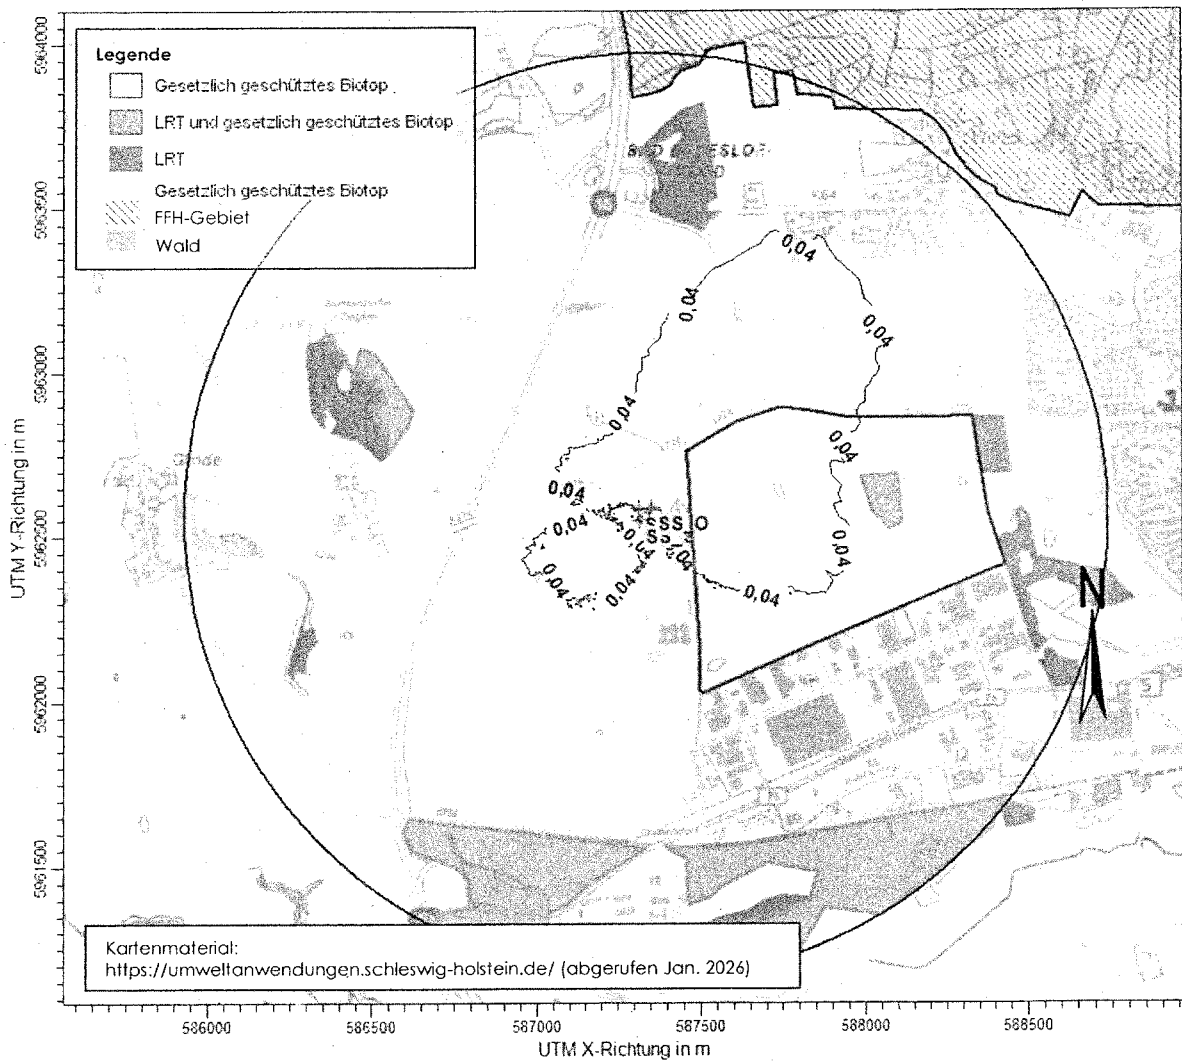 Legende
Gesetzlich geschütztes Biotop
LRT und gesetzlich geschütztes Biotop
LRT
Gesetzlich geschütztes Biotop
FFH-Gebiet
Wald
0,04
0,04
0,04
0,04
0,04
0,04
0,04
0,04
0,04
0,04
0,04
0,04
0,04
N
Kartenmaterial:
https://umweltanwendungen.schleswig-holstein.de/ (abgerufen Jan. 2026)
UTM Y-Richtung in m
5964000
5963500
5963000
5962500
5962000
5961500
586000
586500
587000
587500
588000
588500
UTM X-Richtung in m